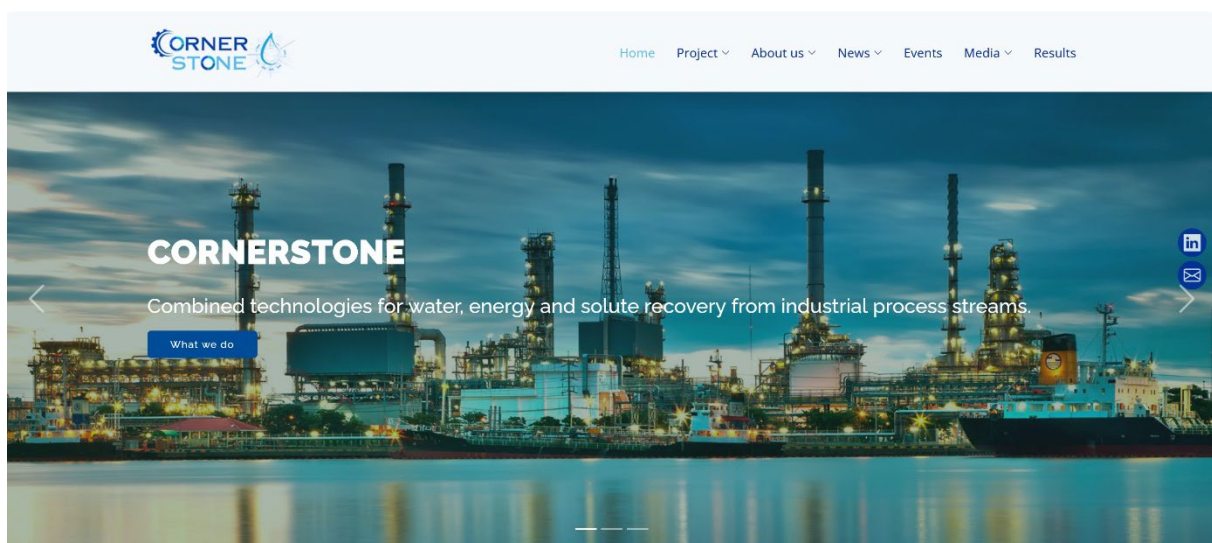 CORNER
STONE
Home Project About us News Events Media Results
CORNERSTONE
Combined technologies for water, energy and solute recovery from industrial process streams.
What we do
in